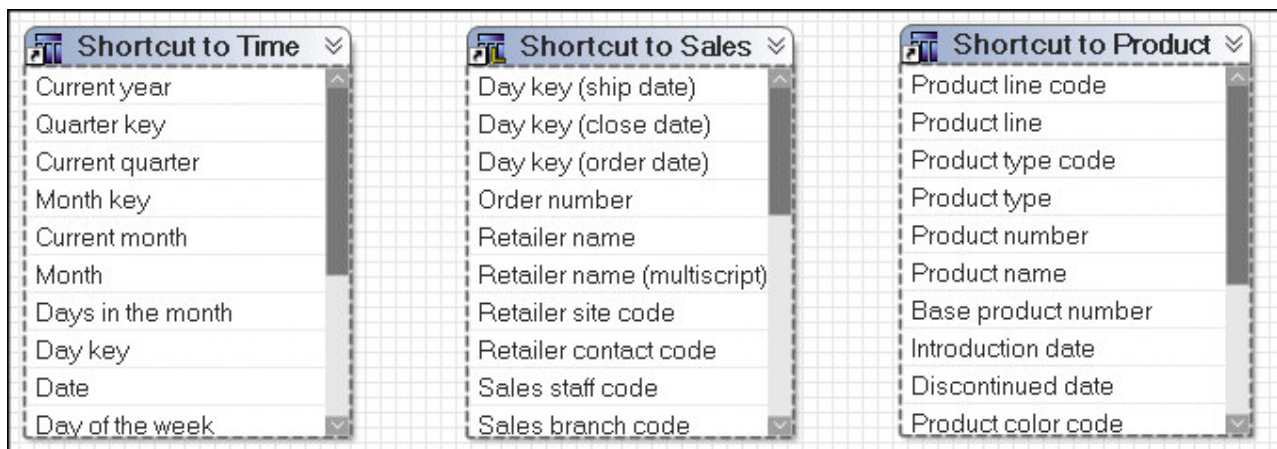 Shortcut to Time
Current year
Quarter key
Current quarter
Month key
Current month
Month
Days in the month
Day key
Date
Day of the week
Shortcut to Sales
Day key (ship date)
Day key (close date)
Day key (order date)
Order number
Retailer name
Retailer name (multiscript)
Retailer site code
Retailer contact code
Sales staff code
Sales branch code
Shortcut to Product
Product line code
Product line
Product type code
Product type
Product number
Product name
Base product number
Introduction date
Discontinued date
Product color code